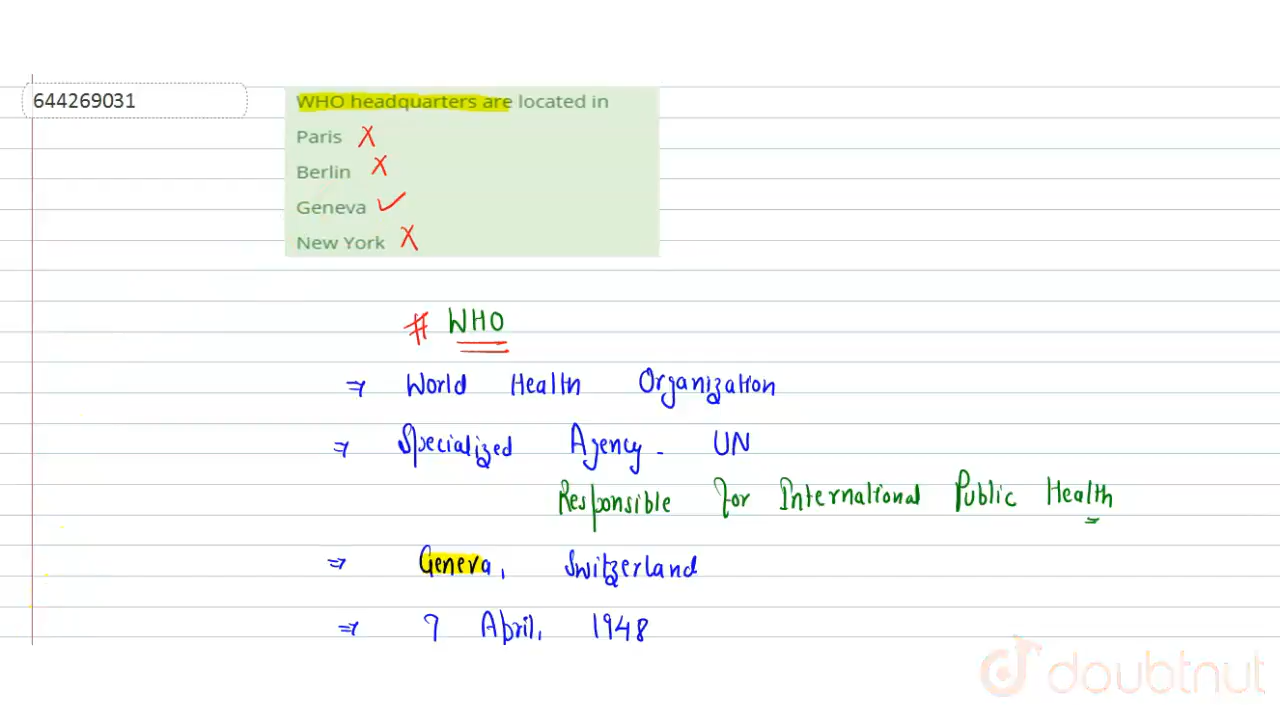 644269031
WHO headquarters are located in
Paris X
Berlin X
Geneva ✓
New York X
# WHO
⇒ World Health Organization
⇒ Specialized Agency - UN
Responsible for International Public Health
⇒ Geneva, Switzerland
⇒ 7 April, 1948
doubtnut